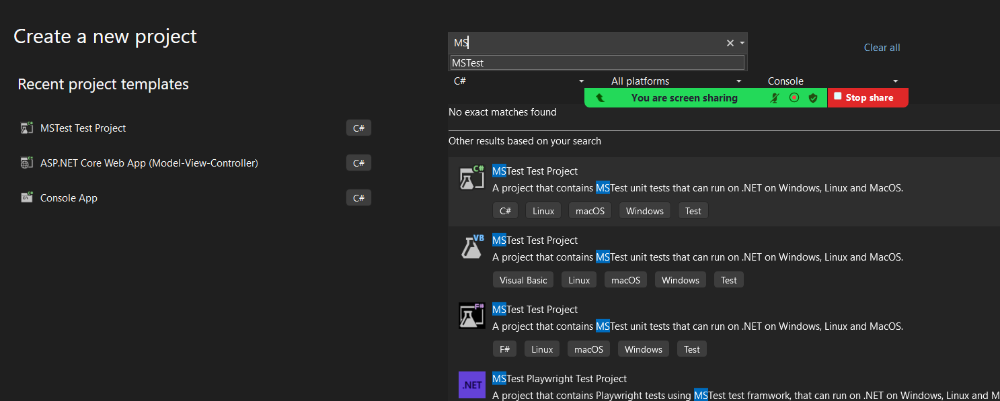 Create a new project
Recent project templates
MSTest Test Project C#
ASP.NET Core Web App (Model-View-Controller) C#
Console App C#
MS
MSTest
Clear all
C# All platforms Console
You are screen sharing Stop share
No exact matches found
Other results based on your search
C#
MSTest Test Project
A project that contains MSTest unit tests that can run on .NET on Windows, Linux and MacOS.
C# Linux macOS Windows Test
VB
MSTest Test Project
A project that contains MSTest unit tests that can run on .NET on Windows, Linux and MacOS.
Visual Basic Linux macOS Windows Test
F#
MSTest Test Project
A project that contains MSTest unit tests that can run on .NET on Windows, Linux and MacOS.
F# Linux macOS Windows Test
.NET
MSTest Playwright Test Project
A project that contains Playwright tests using MSTest test framwork, that can run on .NET on Windows, Linux and M